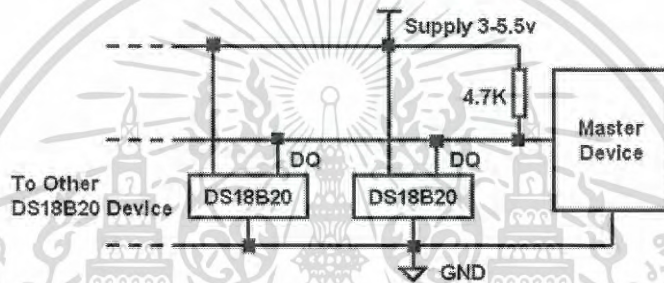 Supply 3-5.5v
4.7K
Master
Device
DQ
DQ
To Other
DS18B20 Device
DS18B20
DS18B20
GND